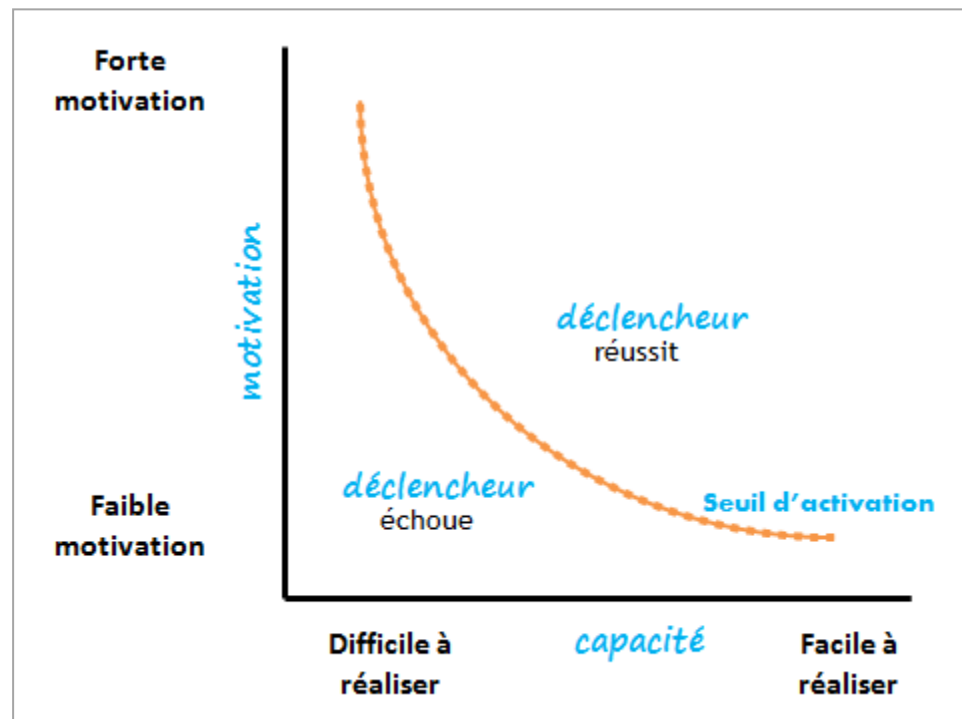 Forte
motivation
motivation
déclencheur
réussit
déclencheur
échoue
Seuil d’activation
Faible
motivation
Difficile à
réaliser
capacité
Facile à
réaliser